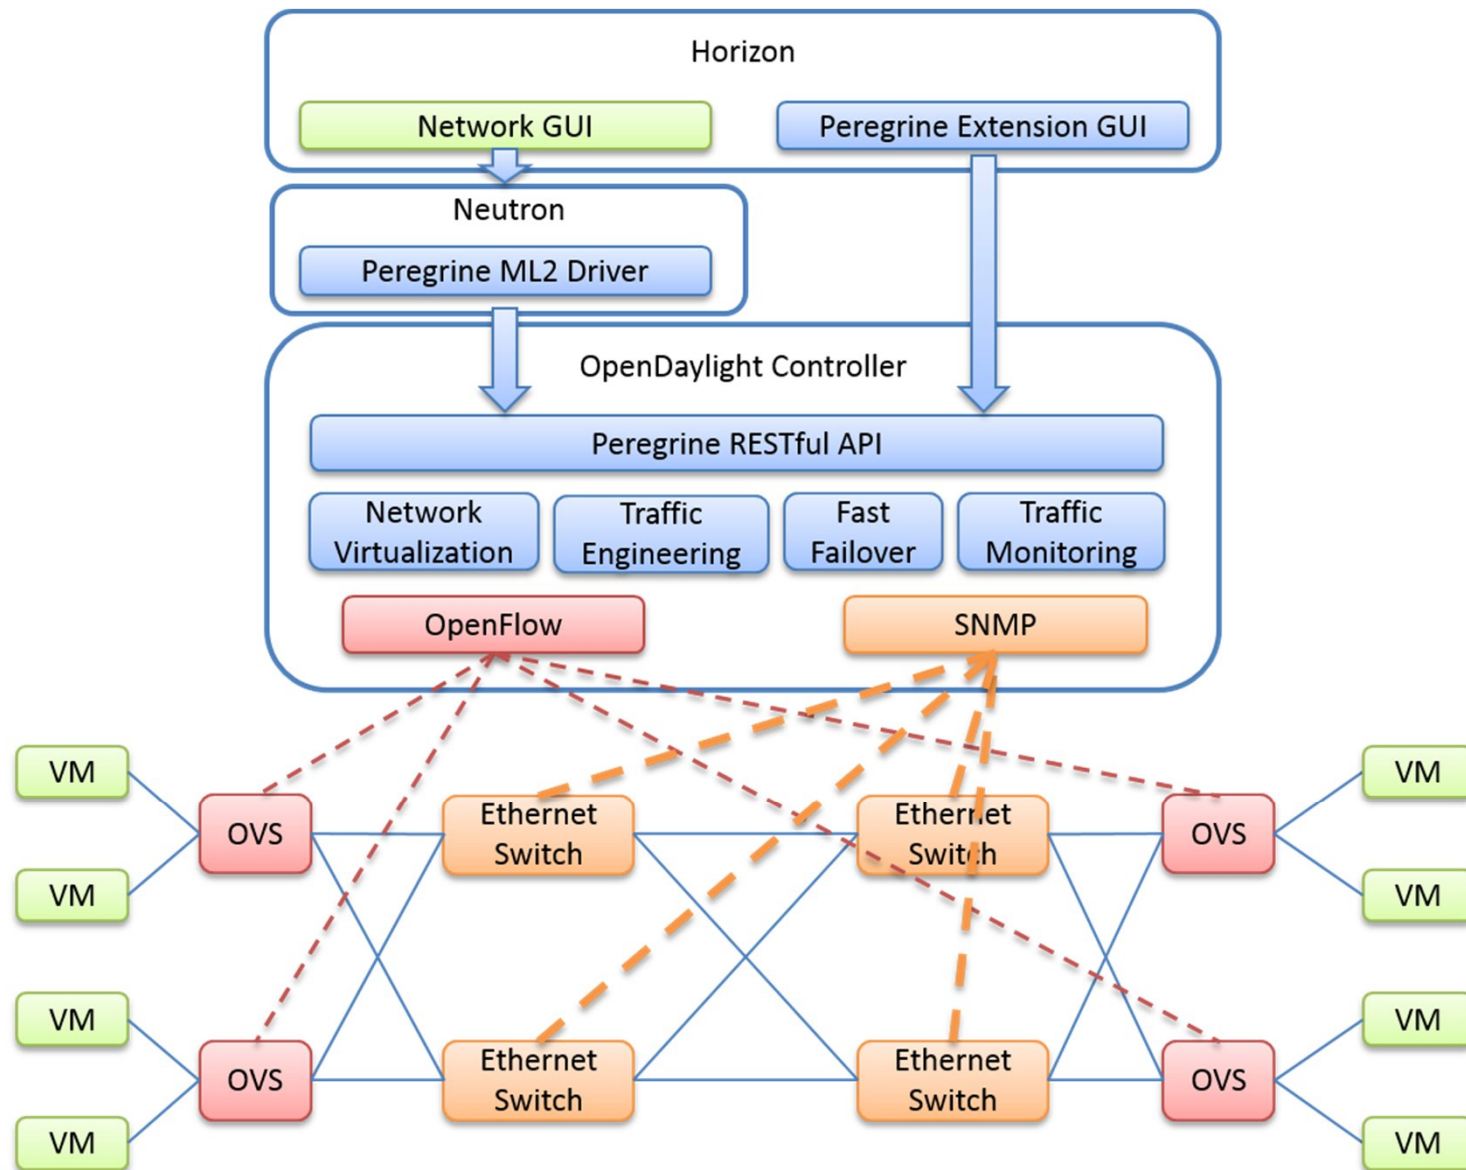 Horizon
Network GUI
Peregrine Extension GUI
Neutron
Peregrine ML2 Driver
OpenDaylight Controller
Peregrine RESTful API
Network
Virtualization
Traffic
Engineering
Fast
Failover
Traffic
Monitoring
OpenFlow
SNMP
VM
VM
OVS
Ethernet
Switch
Ethernet
Switch
OVS
VM
VM
VM
VM
OVS
Ethernet
Switch
Ethernet
Switch
OVS
VM
VM